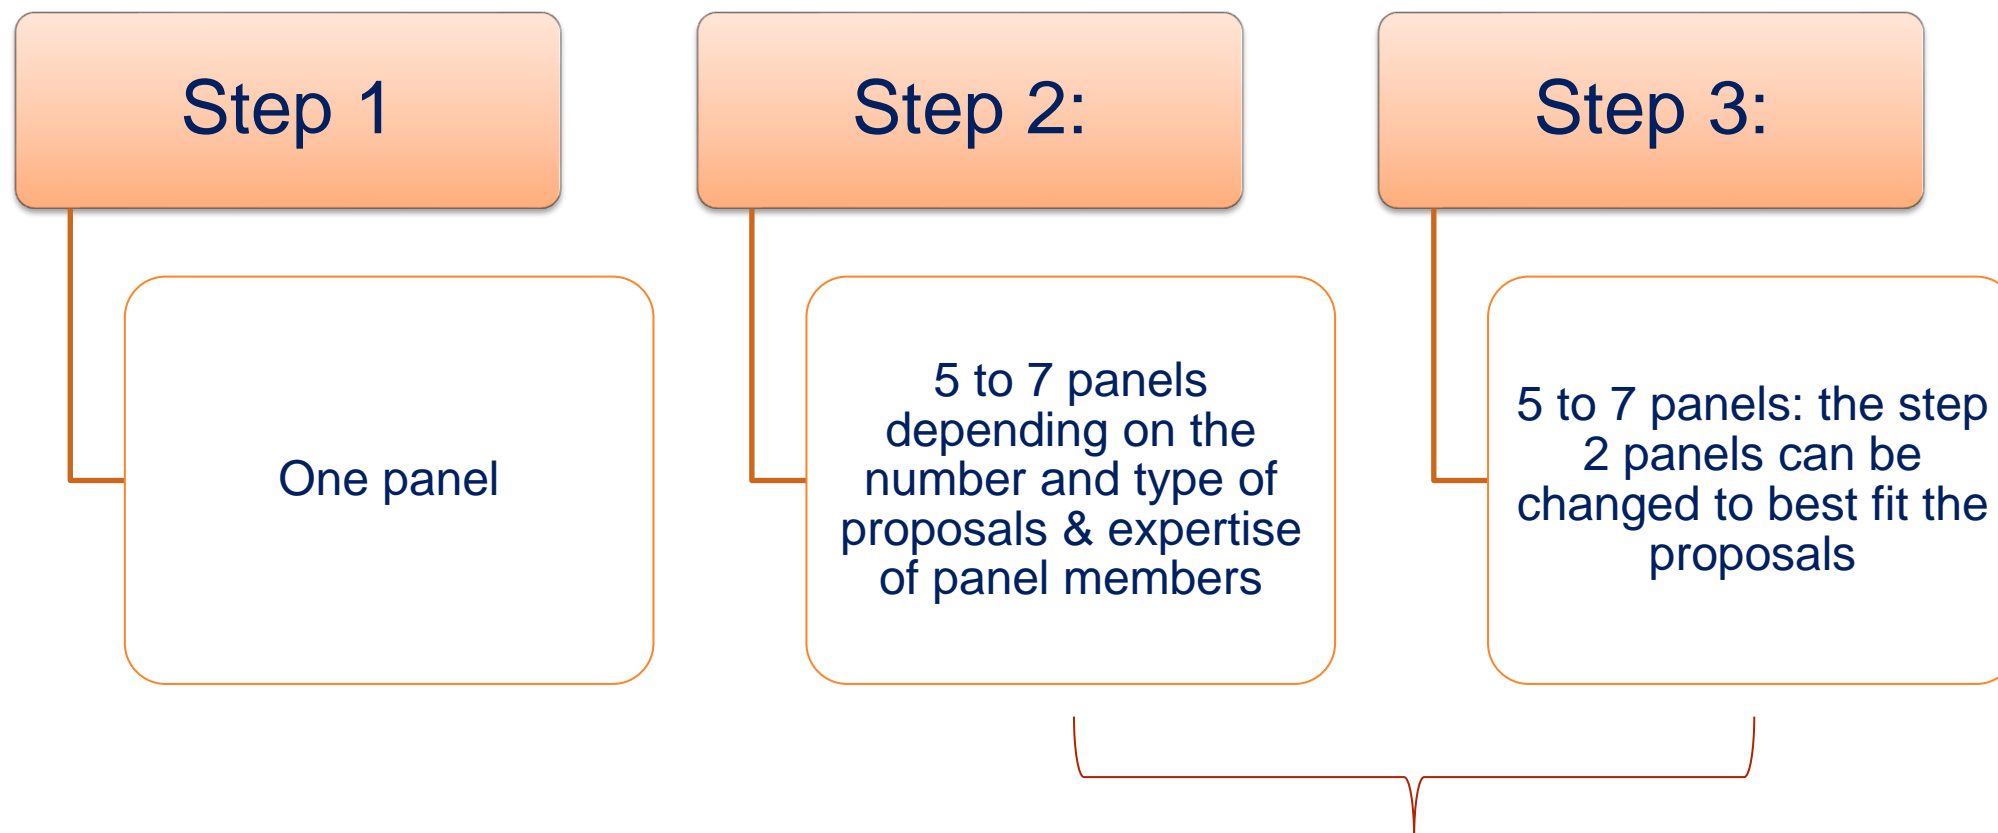 Step 1
One panel
Step 2:
5 to 7 panels
depending on the
number and type of
proposals & expertise
of panel members
Step 3:
5 to 7 panels: the step
2 panels can be
changed to best fit the
proposals